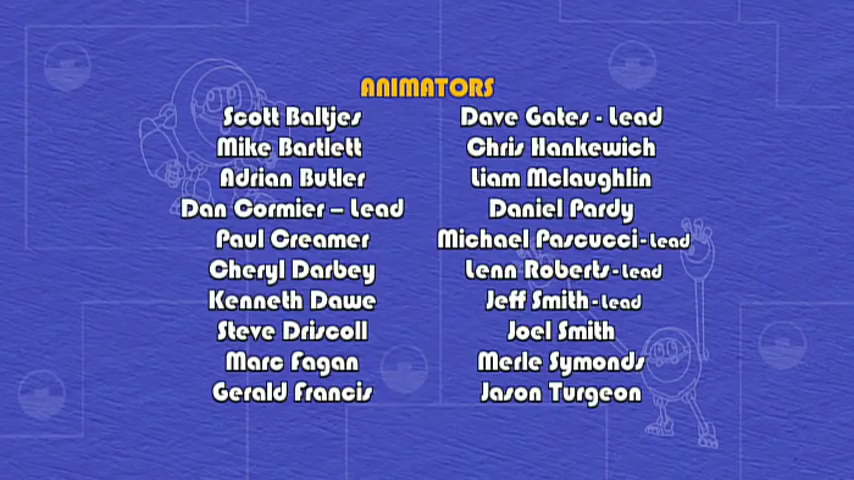 ANIMATORS
Scott Baltjes
Mike Bartlett
Adrian Butler
Dan Cormier – Lead
Paul Creamer
Cheryl Darbey
Kenneth Dawe
Steve Driscoll
Marc Fagan
Gerald Francis
Dave Gates - Lead
Chris Hankewich
Liam Mclaughlin
Daniel Pardy
Michael Pascucci - Lead
Lenn Roberts - Lead
Jeff Smith - Lead
Joel Smith
Merle Symonds
Jason Turgeon